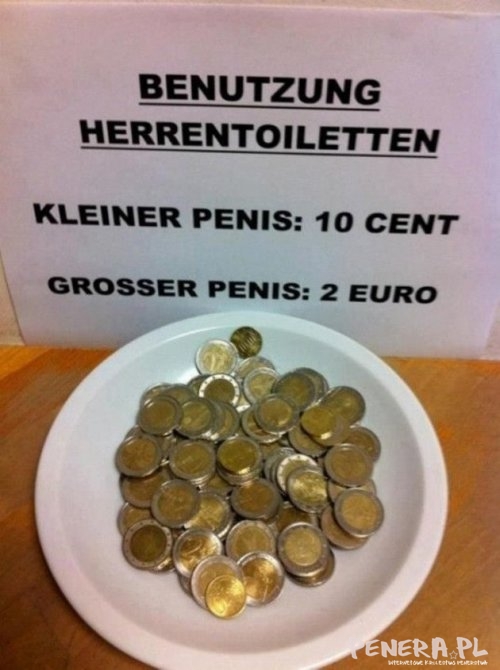 BENUTZUNG
HERRENTOILETTEN
KLEINER PENIS: 10 CENT
GROSSER PENIS: 2 EURO
PENERA.PL